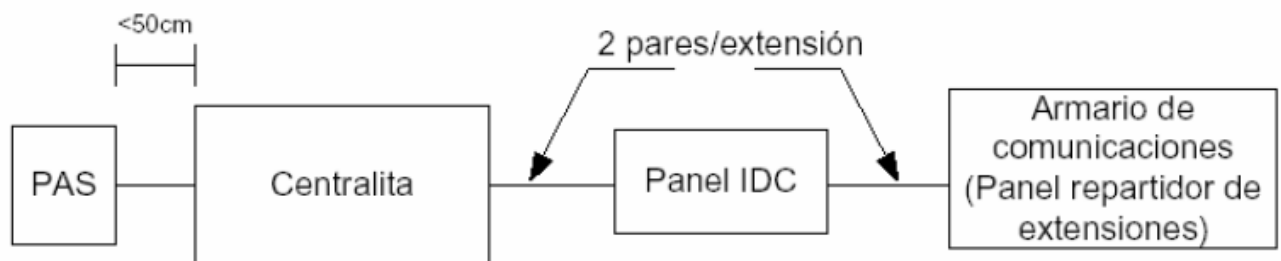 <50cm
2 pares/extensión
PAS
Centralita
Panel IDC
Armario de
comunicaciones
(Panel repartidor de
extensiones)